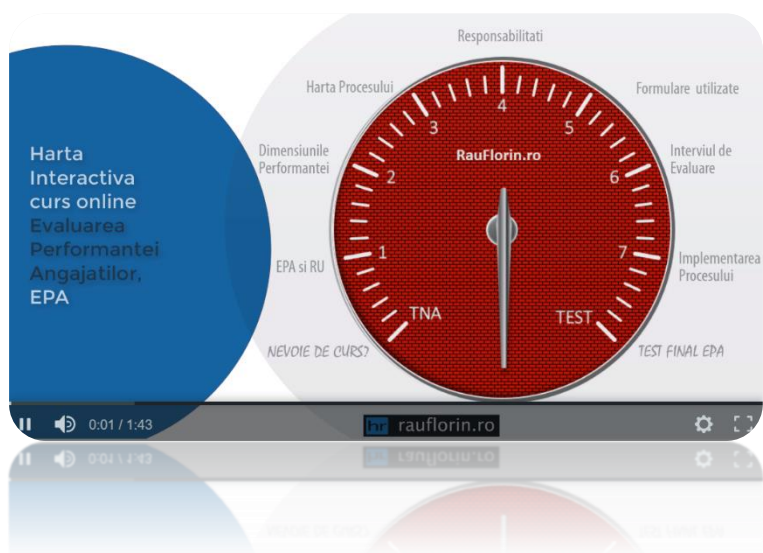 Harta
Interactiva
curs online
Evaluarea
Performantei
Angajatilor,
EPA
Responsabilitati
Harta Procesului
Formulare utilizate
Dimensiunile
Performantei
Interviul de
Evaluare
EPA si RU
Implementarea
Procesului
NEVOIE DE CURS?
TEST FINAL EPA
RauFlorin.ro
TNA
1
2
3
4
5
6
7
TEST
0:01 / 1:43
hr rauflorin.ro